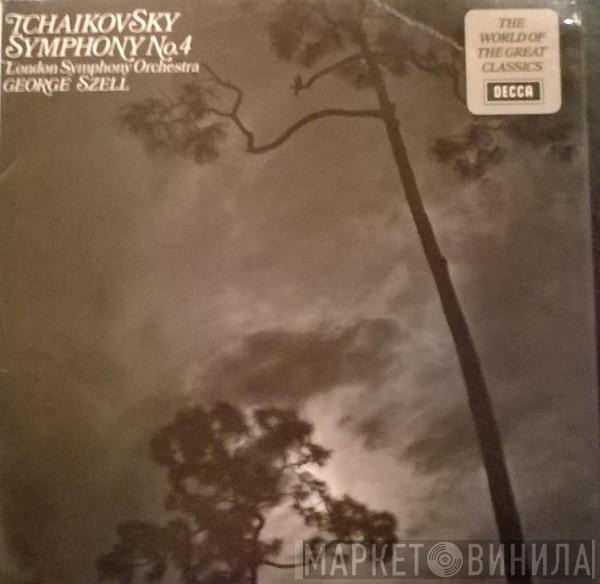 TCHAIKOVSKY
SYMPHONY No.4
London Symphony Orchestra
GEORGE SZELL
THE
WORLD OF
THE GREAT
CLASSICS
DECCA
МАРКЕТ ВИНИЛА